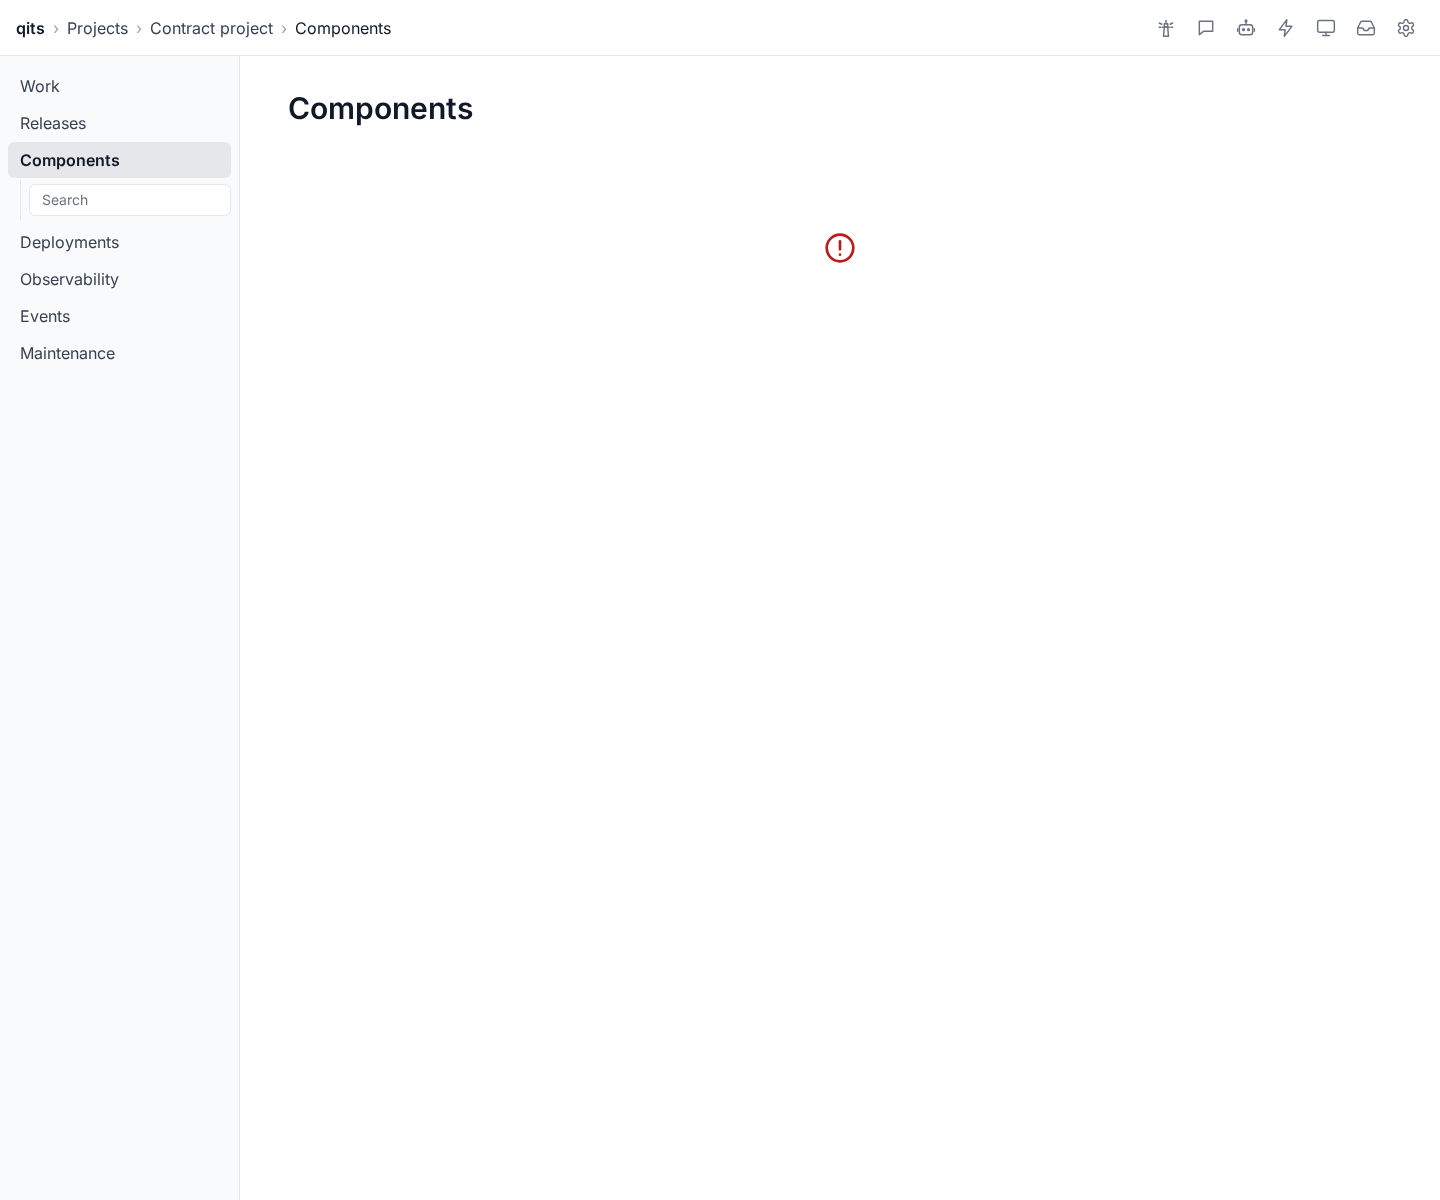 qits › Projects › Contract project › Components
Work
Releases
Components
Search
Deployments
Observability
Events
Maintenance
Components